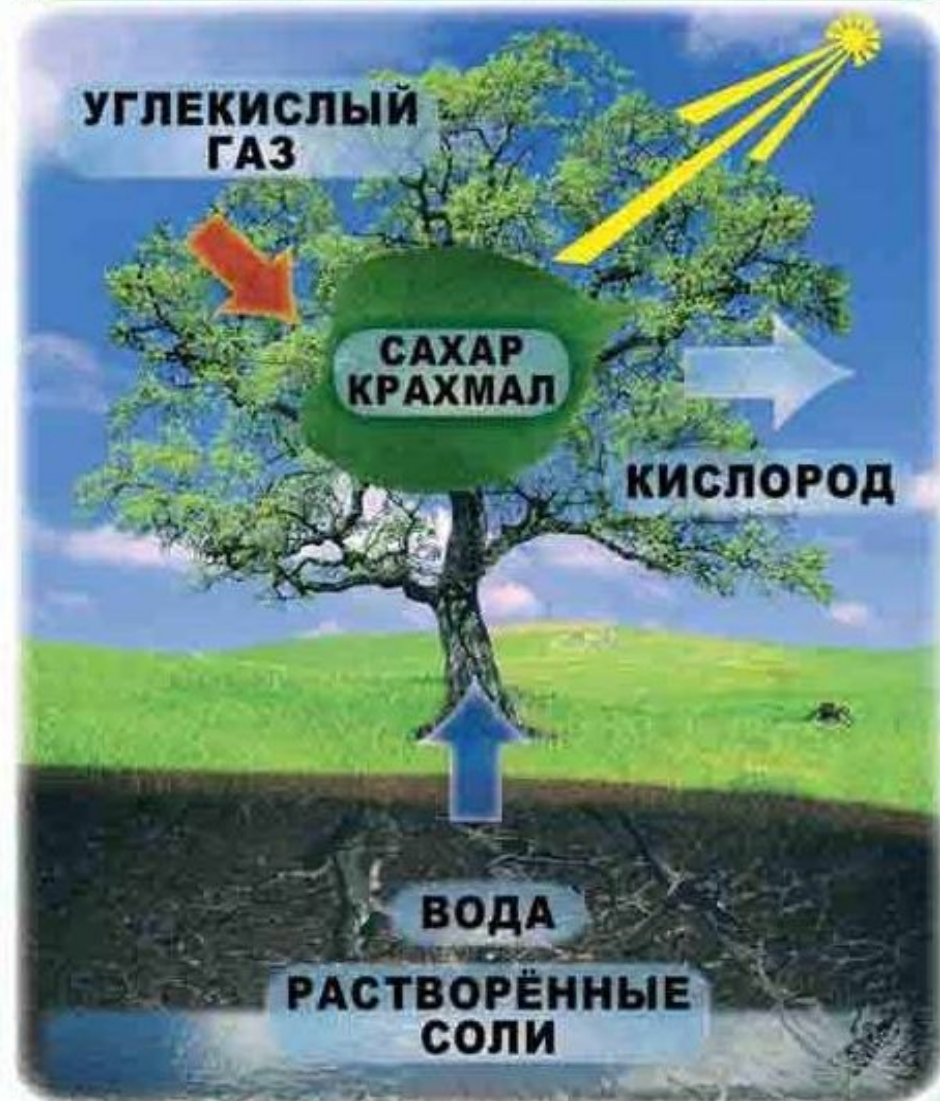 УГЛЕКИСЛЫЙ
ГАЗ
САХАР
КРАХМАЛ
КИСЛОРОД
ВОДА
РАСТВОРЁННЫЕ
СОЛИ